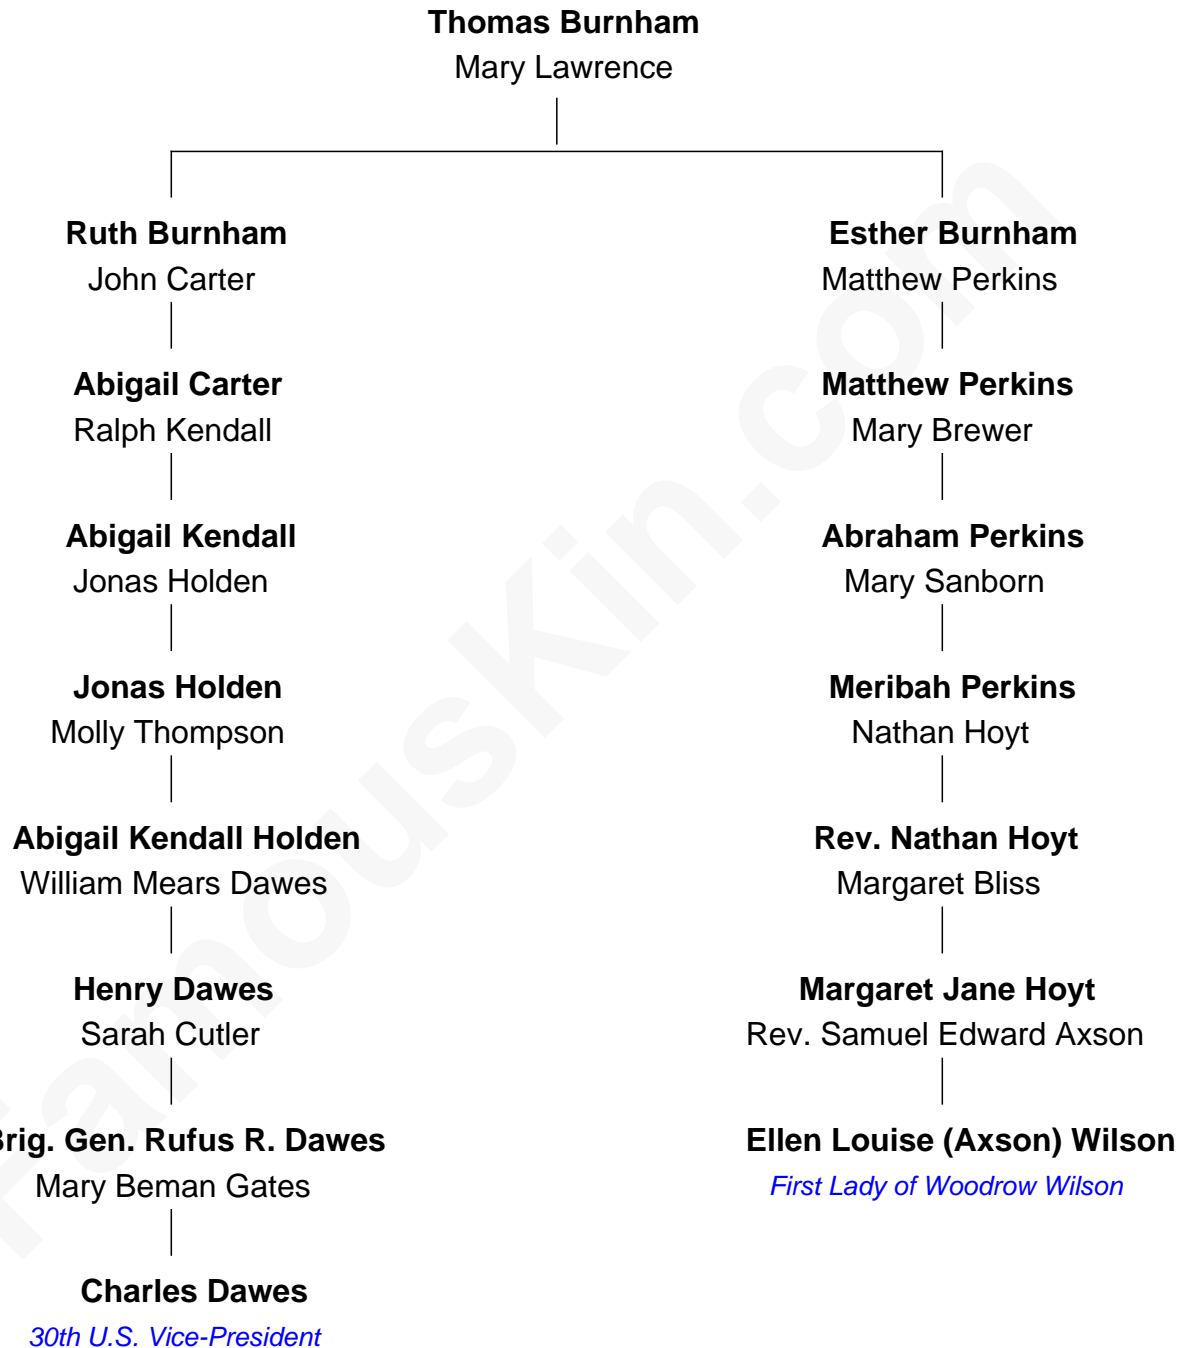 Thomas Burnham
Mary Lawrence
Ruth Burnham
John Carter
Abigail Carter
Ralph Kendall
Abigail Kendall
Jonas Holden
Jonas Holden
Molly Thompson
Abigail Kendall Holden
William Mears Dawes
Henry Dawes
Sarah Cutler
Brig. Gen. Rufus R. Dawes
Mary Beman Gates
Charles Dawes
30th U.S. Vice-President
Esther Burnham
Matthew Perkins
Matthew Perkins
Mary Brewer
Abraham Perkins
Mary Sanborn
Meribah Perkins
Nathan Hoyt
Rev. Nathan Hoyt
Margaret Bliss
Margaret Jane Hoyt
Rev. Samuel Edward Axson
Ellen Louise (Axson) Wilson
First Lady of Woodrow Wilson
FamousKin.com